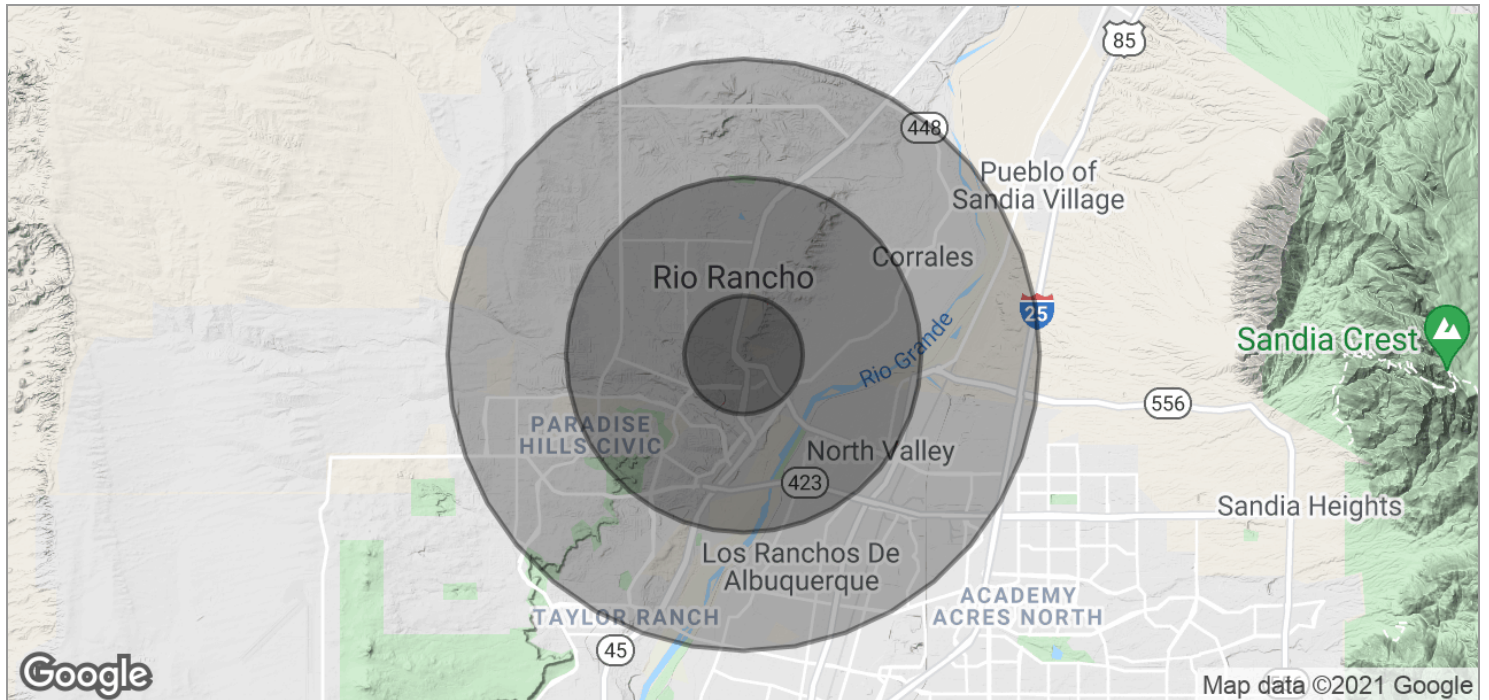 85
448
Pueblo of
Sandia Village
Corrales
Rio Rancho
25
Rio Grande
Sandia Crest
556
PARADISE
HILLS CIVIC
North Valley
423
Sandia Heights
Los Ranchos De
Albuquerque
ACADEMY
ACRES NORTH
TAYLOR RANCH
45
Google
Map data ©2021 Google